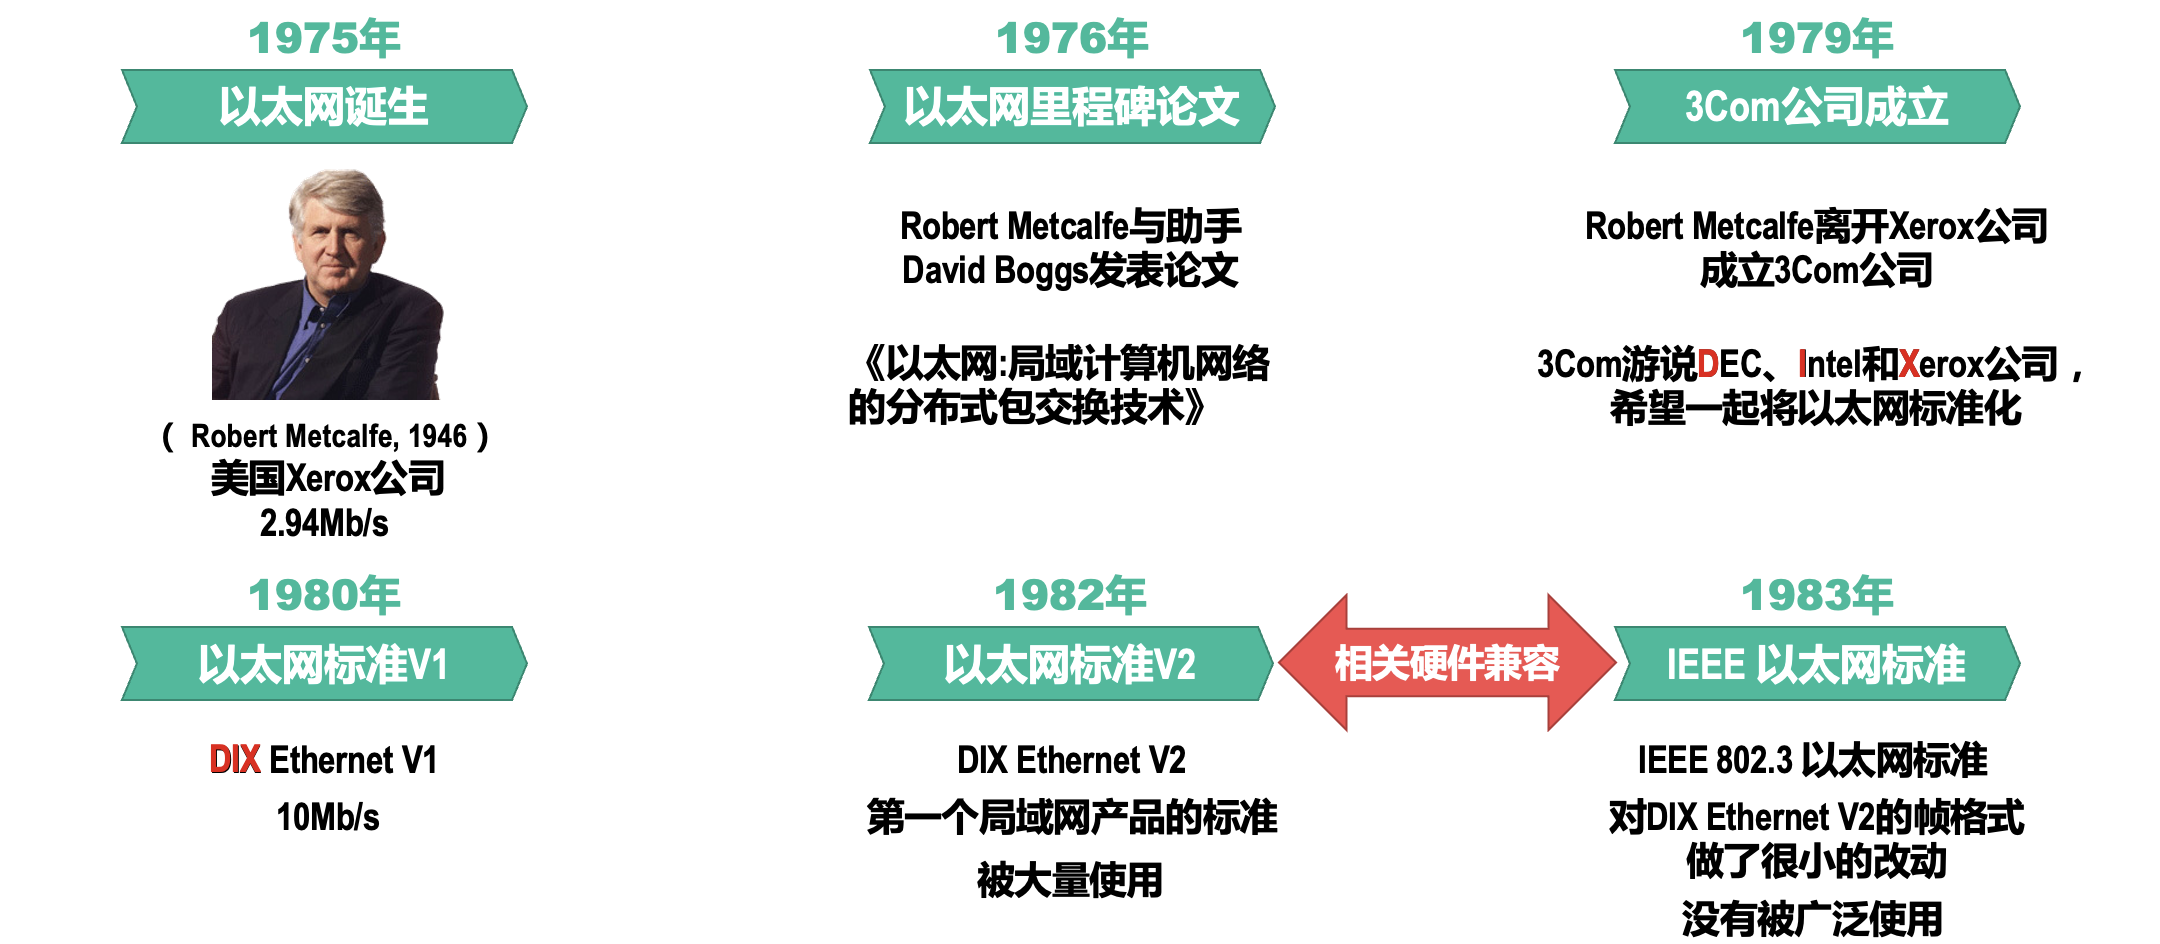 1975年
以太网诞生
（ Robert Metcalfe, 1946 ）
美国Xerox公司
2.94Mb/s
1976年
以太网里程碑论文
Robert Metcalfe与助手
David Boggs发表论文
《以太网:局域计算机网络
的分布式包交换技术》
1979年
3Com公司成立
Robert Metcalfe离开Xerox公司
成立3Com公司
3Com游说DEC、Intel和Xerox公司，
希望一起将以太网标准化
1980年
以太网标准V1
DIX Ethernet V1
10Mb/s
1982年
以太网标准V2
DIX Ethernet V2
第一个局域网产品的标准
被大量使用
相关硬件兼容
1983年
IEEE 以太网标准
IEEE 802.3 以太网标准
对DIX Ethernet V2的帧格式
做了很小的改动
没有被广泛使用